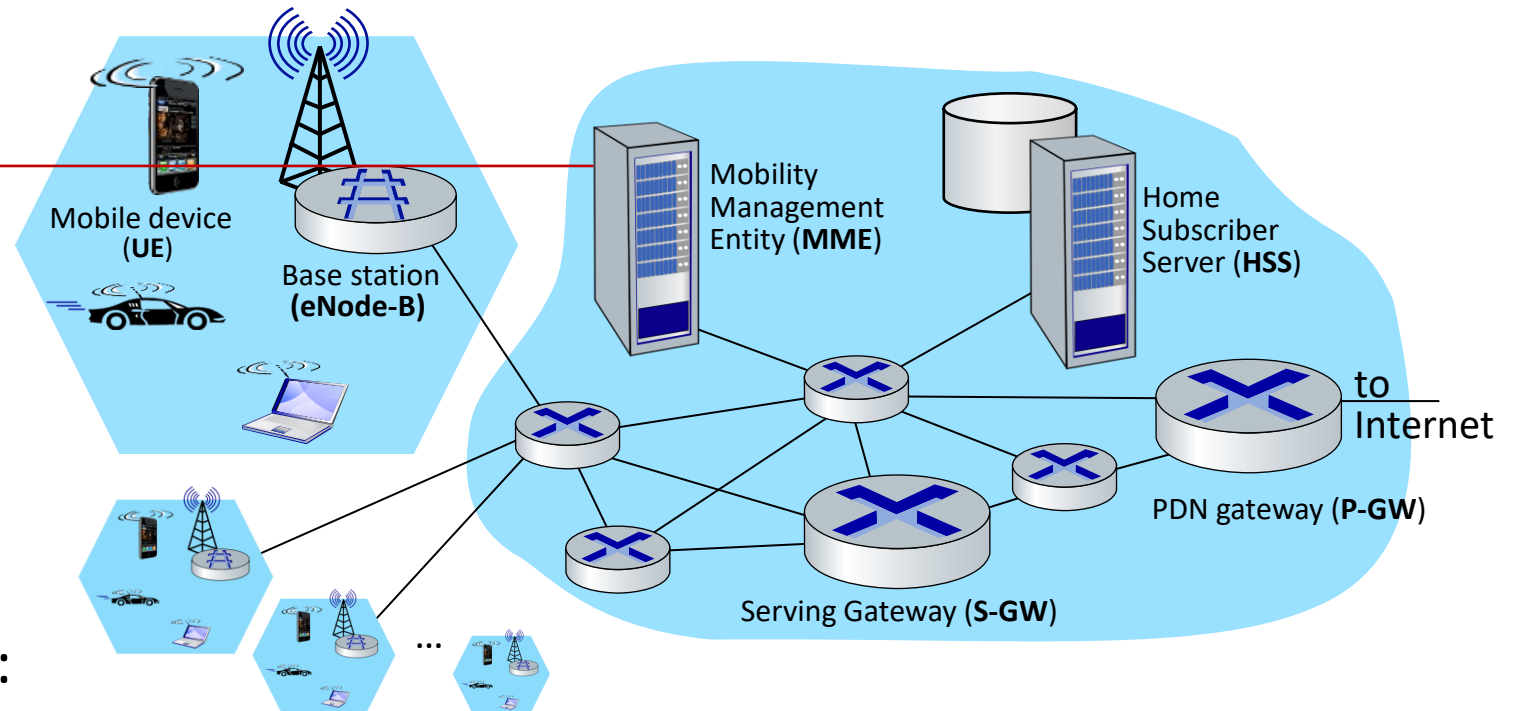 Mobile device
(UE)
Base station
(eNode-B)
Mobility
Management
Entity (MME)
Home
Subscriber
Server (HSS)
to
Internet
PDN gateway (P-GW)
Serving Gateway (S-GW)
...
: